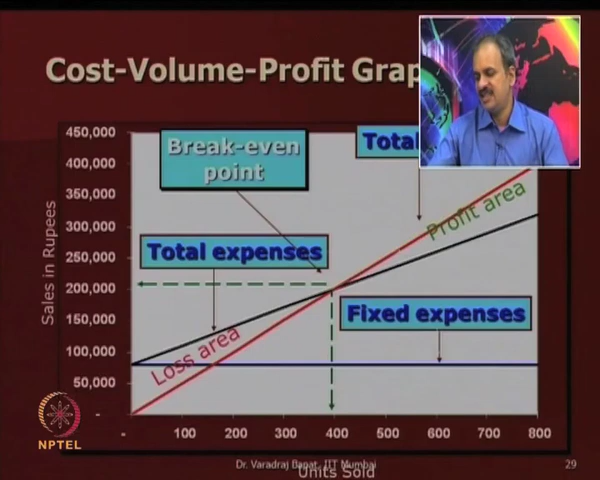 Cost-Volume-Profit Grap
450,000
400,000
350,000
300,000
250,000
200,000
150,000
100,000
50,000
-
Sales in Rupees
Break-even
point
Total
Profit area
Total expenses
Fixed expenses
Loss area
- 100 200 300 400 500 600 700 800
Units Sold
NPTEL
Dr. Varadraj Bapat, IIT Mumbai
29